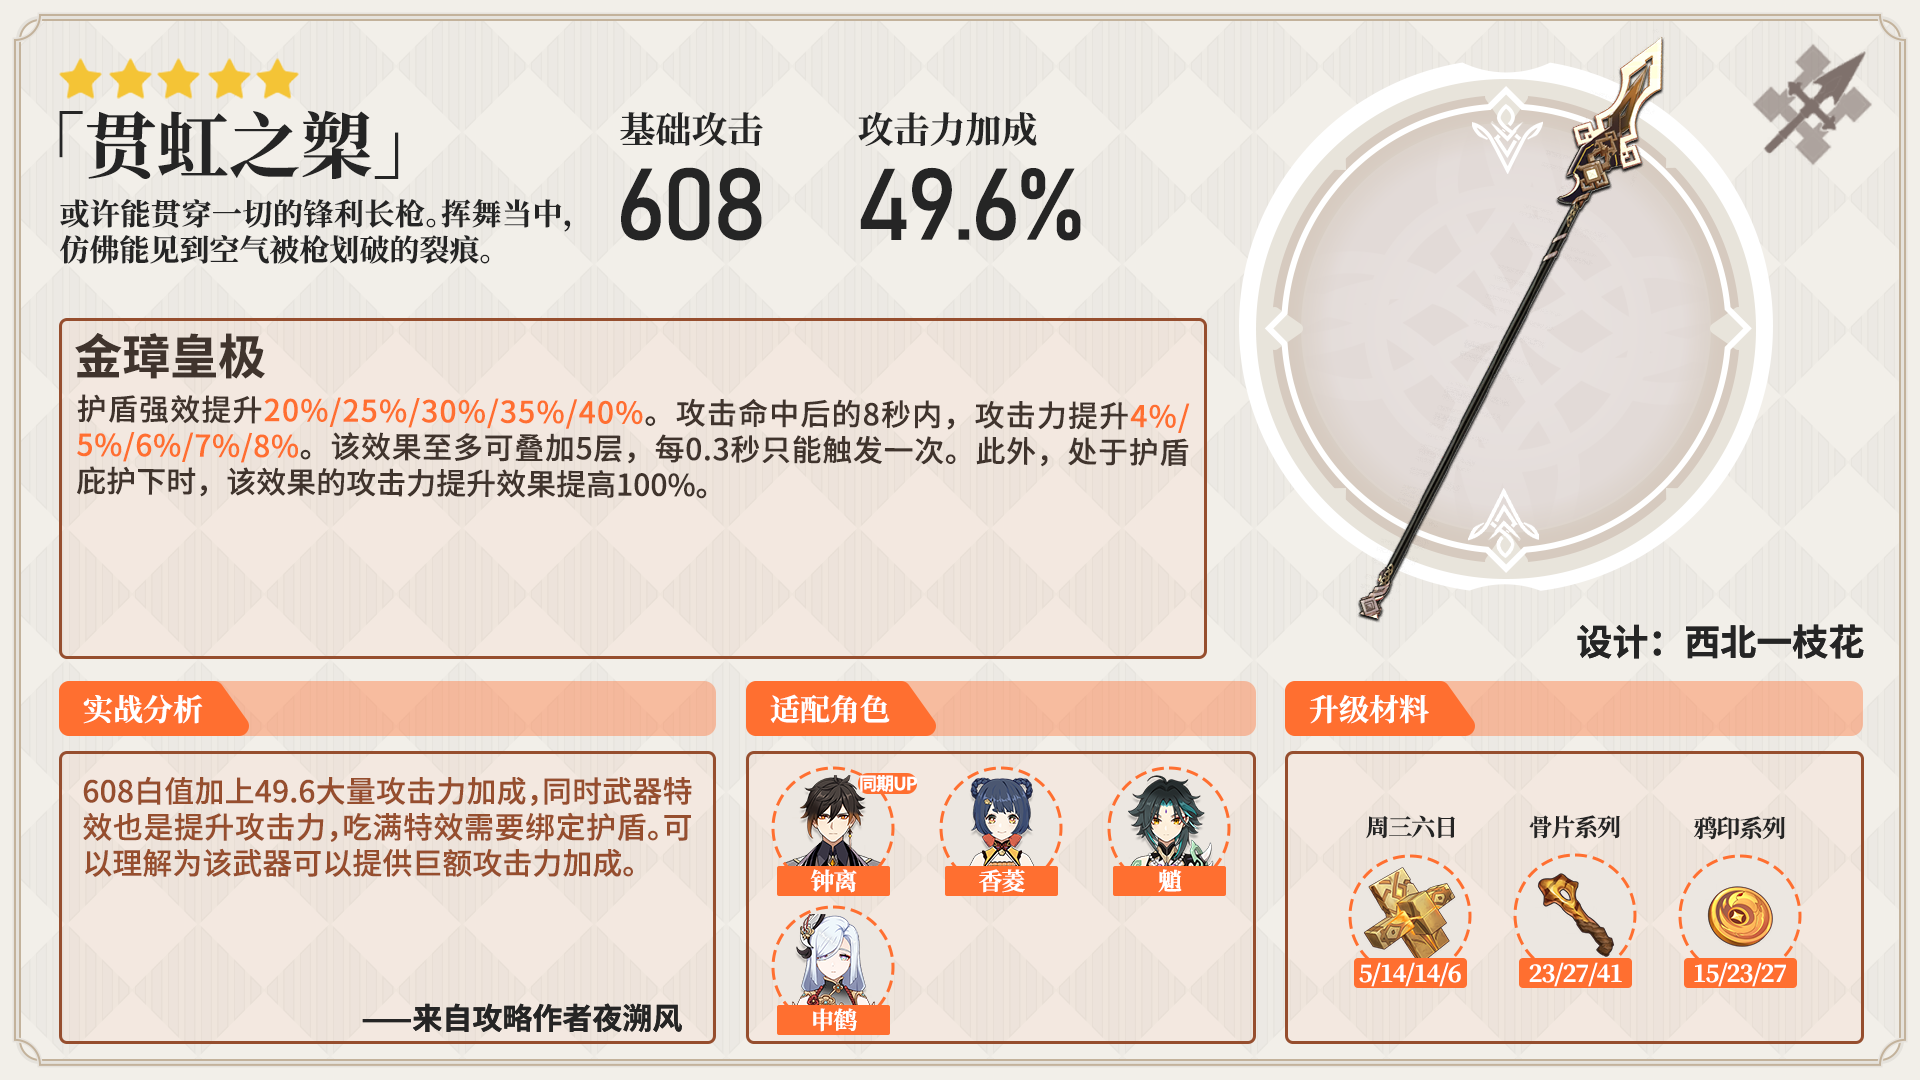 「贯虹之槊」
或许能贯穿一切的锋利长枪。挥舞当中，
仿佛能见到空气被枪划破的裂痕。
基础攻击
608
攻击力加成
49.6%
金璋皇极
护盾强效提升20%/25%/30%/35%/40%。攻击命中后的8秒内，攻击力提升4%/
5%/6%/7%/8%。该效果至多可叠加5层，每0.3秒只能触发一次。此外，处于护盾
庇护下时，该效果的攻击力提升效果提高100%。
设计：西北一枝花
实战分析
608白值加上49.6大量攻击力加成，同时武器特
效也是提升攻击力，吃满特效需要绑定护盾。可
以理解为该武器可以提供巨额攻击力加成。
——来自攻略作者夜溯风
适配角色
同期UP
钟离
香菱
魈
申鹤
升级材料
周三六日
骨片系列
鸦印系列
5/14/14/6
23/27/41
15/23/27